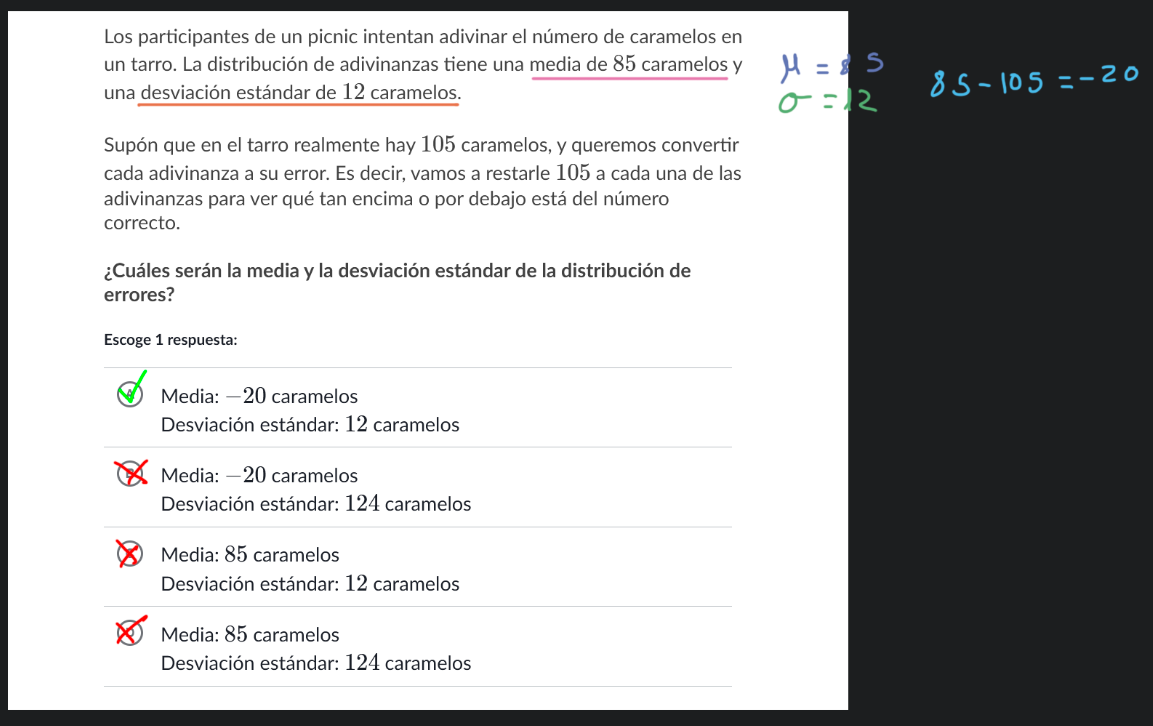 Los participantes de un picnic intentan adivinar el número de caramelos en
un tarro. La distribución de adivinanzas tiene una media de 85 caramelos y
una desviación estándar de 12 caramelos.
μ = 85
σ = 12
85 - 105 = -20
Supón que en el tarro realmente hay 105 caramelos, y queremos convertir
cada adivinanza a su error. Es decir, vamos a restarle 105 a cada una de las
adivinanzas para ver qué tan encima o por debajo está del número
correcto.
¿Cuáles serán la media y la desviación estándar de la distribución de
errores?
Escoge 1 respuesta:
A Media: −20 caramelos
Desviación estándar: 12 caramelos
Media: −20 caramelos
Desviación estándar: 124 caramelos
Media: 85 caramelos
Desviación estándar: 12 caramelos
Media: 85 caramelos
Desviación estándar: 124 caramelos